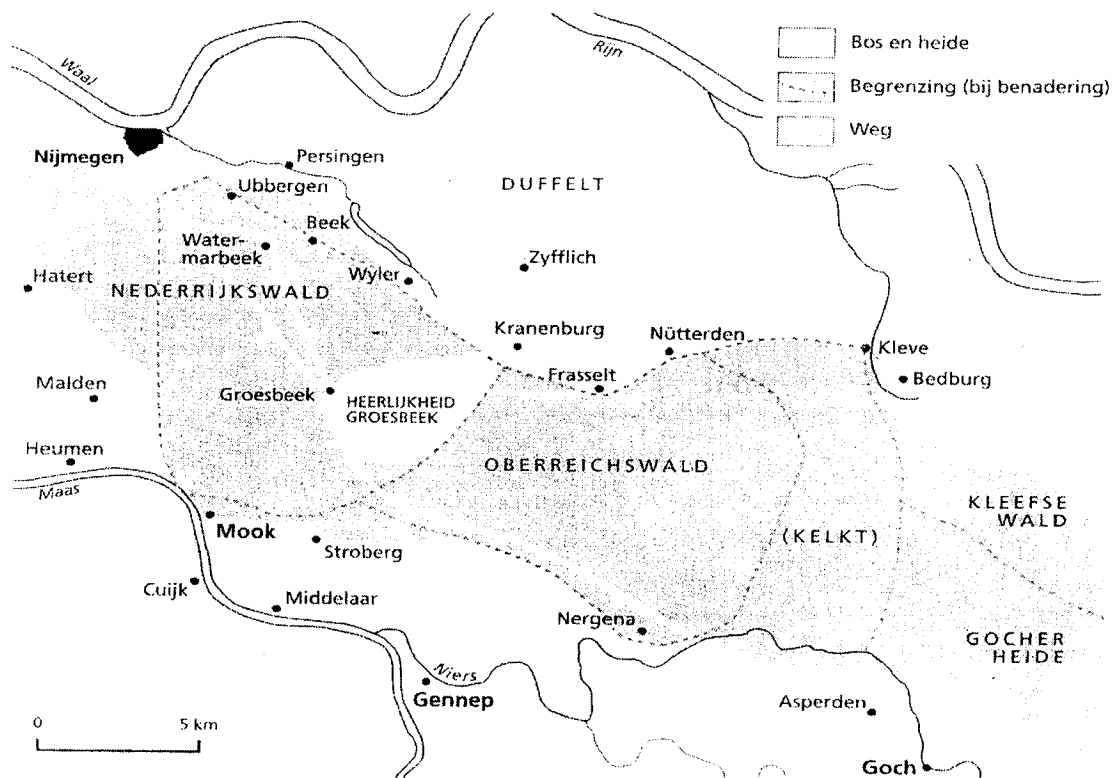 Waal
Rijn
Bos en heide
Begrenzing (bij benadering)
Weg
Nijmegen
Persingen
Ubbergen
DUFFELT
Beek
Water-
marbeek
Hatert
Wyler
Zyfflich
NEDERRIJKSWALD
Kranenburg
Nütterden
Kleve
Malden
Groesbeek
HEERLIJKHEID
GROESBEEK
Frasselt
Bedburg
Heumen
Maas
OBERREICHSWALD
KLEEFSE
WALD
Mook
(KELKT)
Stroberg
Cuijk
Middelaar
Nergena
GOCHER
HEIDE
Niers
Gennep
Asperden
0 5 km
Goch